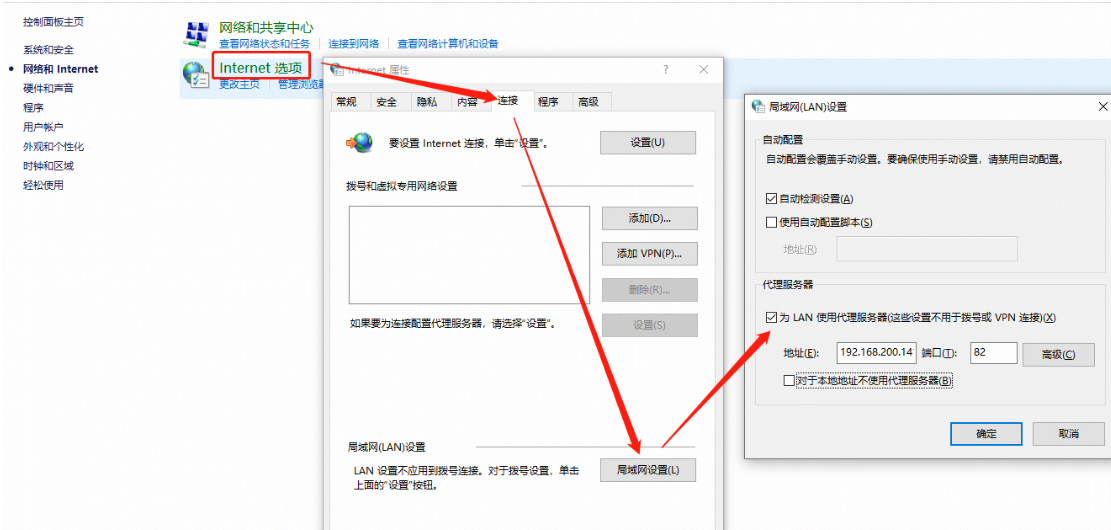 控制面板主页
系统和安全
网络和 Internet
硬件和声音
程序
用户帐户
外观和个性化
时钟和区域
轻松使用
网络和共享中心
查看网络状态和任务 连接到网络 查看网络计算机和设备
Internet 选项
更改主页 管理浏览器
Internet 属性
常规 安全 隐私 内容 连接 程序 高级
要设置 Internet 连接，单击“设置”。
设置(U)
拨号和虚拟专用网络设置
添加(D)...
添加 VPN(P)...
删除(R)...
如果要为连接配置代理服务器，请选择“设置”。
设置(S)
局域网(LAN)设置
LAN 设置不应用到拨号连接。对于拨号设置，单击
上面的“设置”按钮。
局域网设置(L)
局域网(LAN)设置
自动配置
自动配置会覆盖手动设置。要确保使用手动设置，请禁用自动配置。
自动检测设置(A)
使用自动配置脚本(S)
地址(R)
代理服务器
为 LAN 使用代理服务器(这些设置不用于拨号或 VPN 连接)(X)
地址(E): 192.168.200.14 端口(T): 82 高级(C)
对于本地地址不使用代理服务器(B)
确定 取消